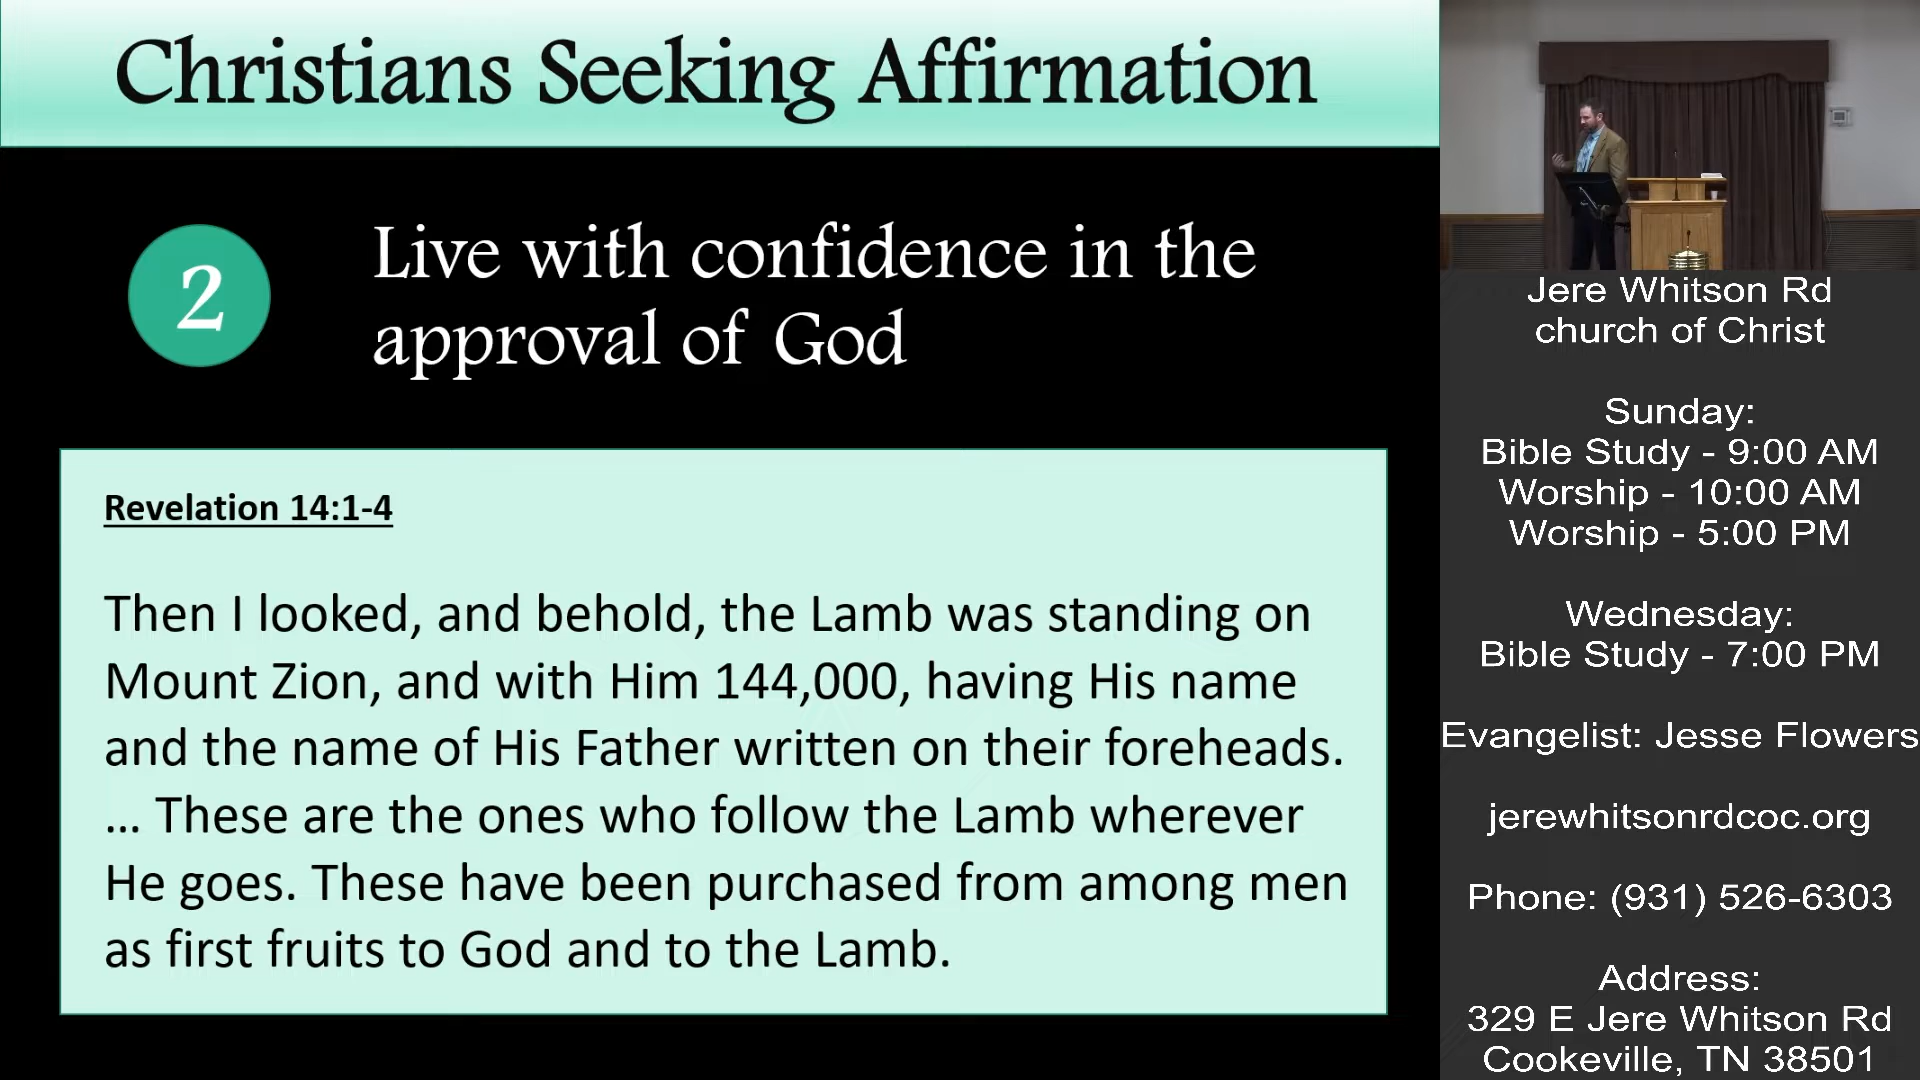 Christians Seeking Affirmation
2
Live with confidence in the
approval of God
Revelation 14:1-4
Then I looked, and behold, the Lamb was standing on
Mount Zion, and with Him 144,000, having His name
and the name of His Father written on their foreheads.
... These are the ones who follow the Lamb wherever
He goes. These have been purchased from among men
as first fruits to God and to the Lamb.
Jere Whitson Rd
church of Christ
Sunday:
Bible Study - 9:00 AM
Worship - 10:00 AM
Worship - 5:00 PM
Wednesday:
Bible Study - 7:00 PM
Evangelist: Jesse Flowers
jerewhitsonrdcoc.org
Phone: (931) 526-6303
Address:
329 E Jere Whitson Rd
Cookeville, TN 38501